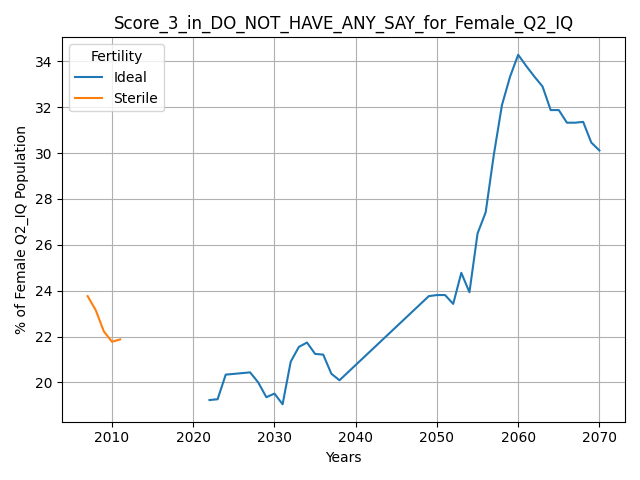 Score_3_in_DO_NOT_HAVE_ANY_SAY_for_Female_Q2_IQ
Fertility
Ideal
Sterile
% of Female Q2_IQ Population
34
32
30
28
26
24
22
20
2010
2020
2030
2040
2050
2060
2070
Years